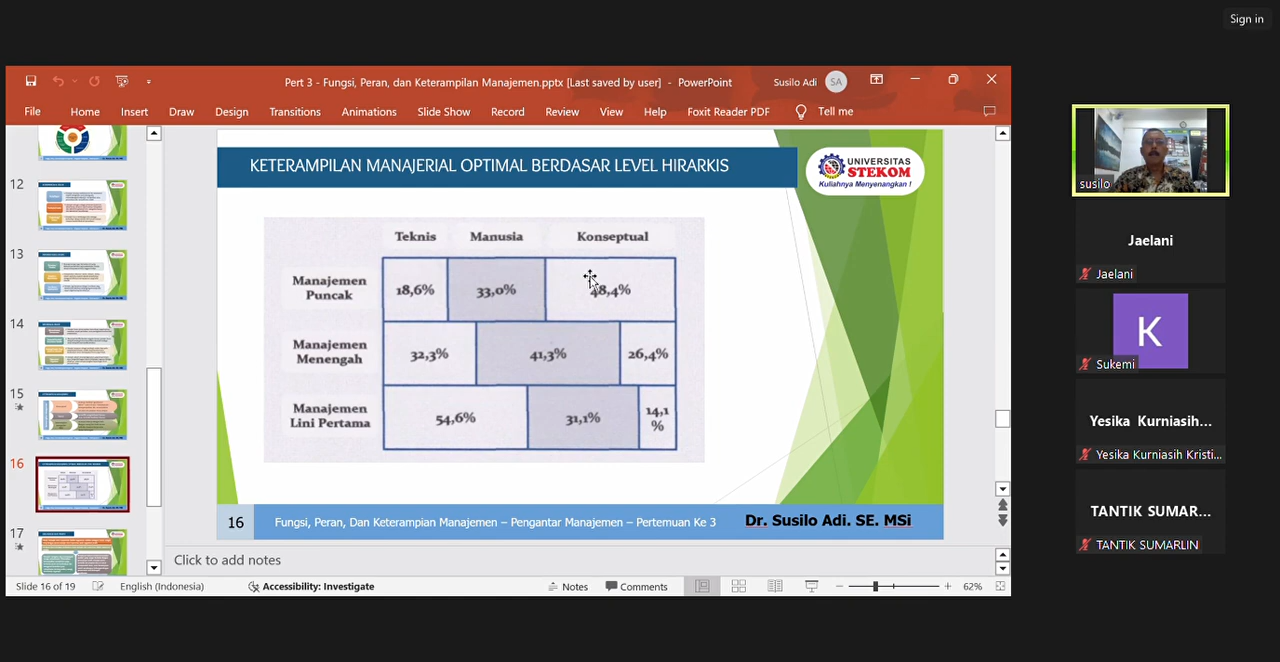 Sign in
Pert 3 - Fungsi, Peran, dan Keterampilan Manajemen.pptx [Last saved by user] - PowerPoint
Susilo Adi
SA
File Home Insert Draw Design Transitions Animations Slide Show Record Review View Help Foxit Reader PDF Tell me
12
13
14
15
16
17
KETERAMPILAN MANAJERIAL OPTIMAL BERDASAR LEVEL HIRARKIS
UNIVERSITAS
STEKOM
Kuliahnya Menyenangkan !
Teknis Manusia Konseptual
Manajemen
Puncak
18,6% 33,0% 48,4%
Manajemen
Menengah
32,3% 41,3% 26,4%
Manajemen
Lini Pertama
54,6% 31,1% 14,1
%
16
Fungsi, Peran, Dan Keterampian Manajemen – Pengantar Manajemen – Pertemuan Ke 3
Dr. Susilo Adi. SE. MSi
Click to add notes
Slide 16 of 19 English (Indonesia) Accessibility: Investigate Notes Comments 62%
susilo
Jaelani
Jaelani
K
Sukemi
Yesika Kurniasih...
Yesika Kurniasih Kristi...
TANTIK SUMAR...
TANTIK SUMARLIN